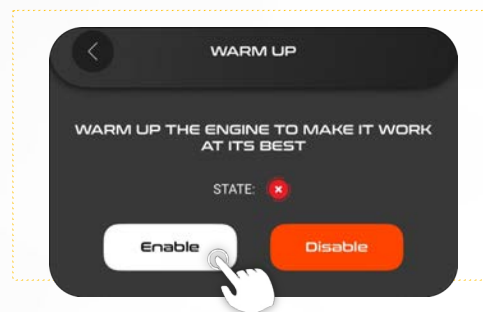 WARM UP
WARM UP THE ENGINE TO MAKE IT WORK
AT ITS BEST
STATE:
Enable
Disable